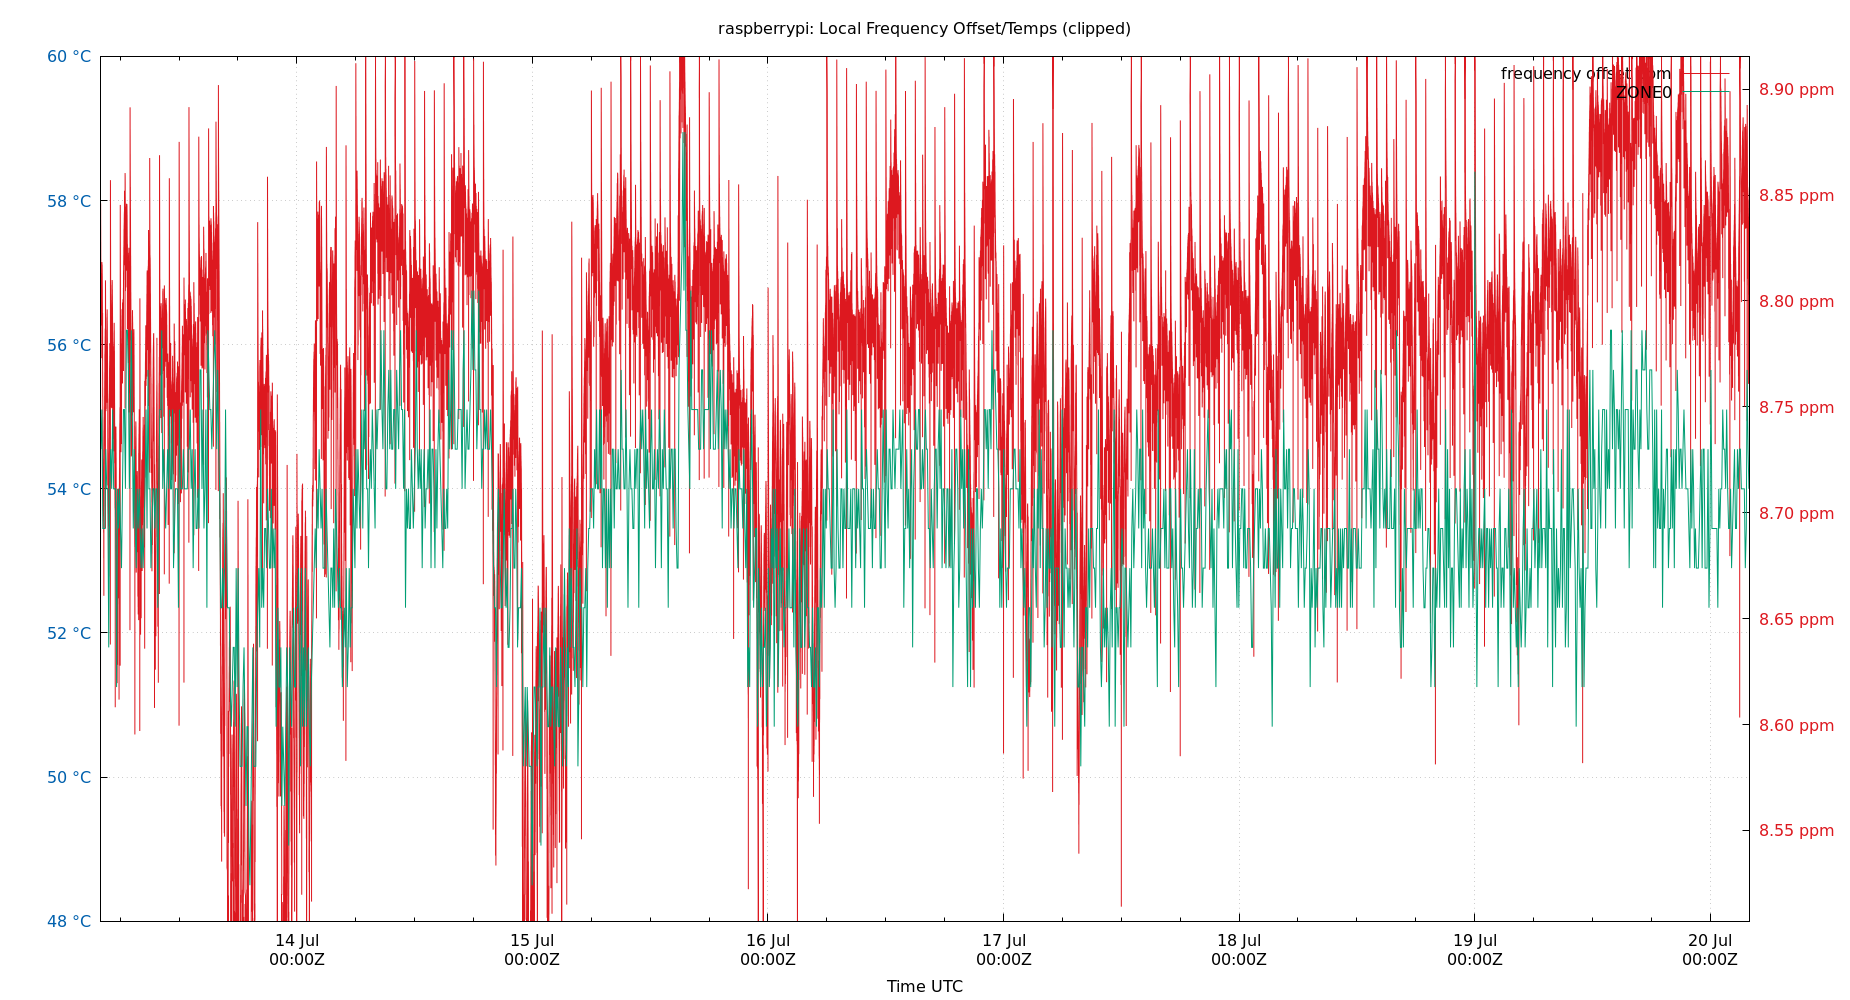 raspberrypi: Local Frequency Offset/Temps (clipped)
60 °C
58 °C
56 °C
54 °C
52 °C
50 °C
48 °C
frequency offset ppm
ZONE0
8.90 ppm
8.85 ppm
8.80 ppm
8.75 ppm
8.70 ppm
8.65 ppm
8.60 ppm
8.55 ppm
14 Jul 15 Jul 16 Jul 17 Jul 18 Jul 19 Jul 20 Jul
00:00Z 00:00Z 00:00Z 00:00Z 00:00Z 00:00Z 00:00Z
Time UTC